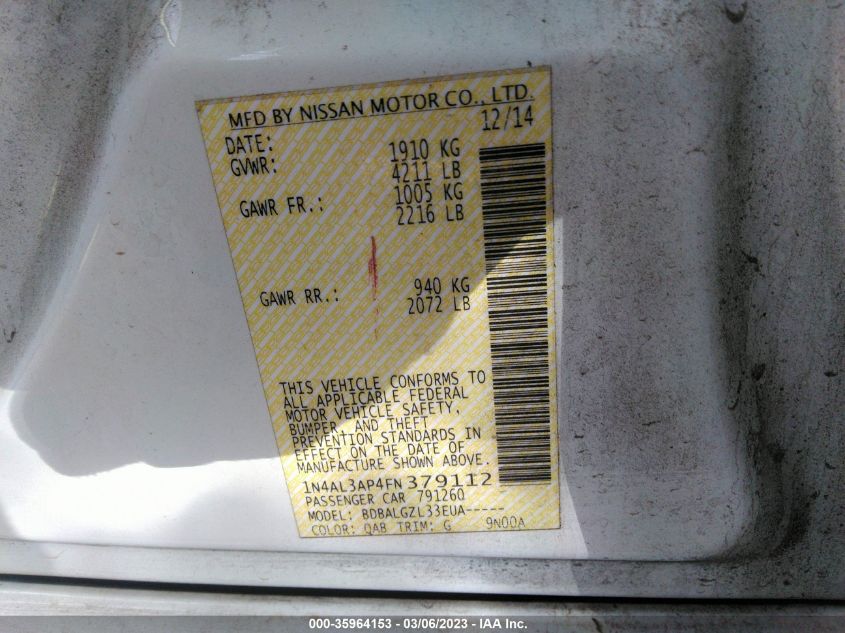 MFD BY NISSAN MOTOR CO., LTD.
DATE: 12/14
GVWR: 1910 KG
4211 LB
GAWR FR.: 1005 KG
2216 LB
GAWR RR.: 940 KG
2072 LB
THIS VEHICLE CONFORMS TO
ALL APPLICABLE FEDERAL
MOTOR VEHICLE SAFETY,
BUMPER, AND THEFT
PREVENTION STANDARDS IN
EFFECT ON THE DATE OF
MANUFACTURE SHOWN ABOVE.
1N4AL3AP4FN379112
PASSENGER CAR 791260
MODEL: BDBALGZL33EUA-----
COLOR: QAB TRIM: G 9N00A
000-35964153 - 03/06/2023 - IAA Inc.